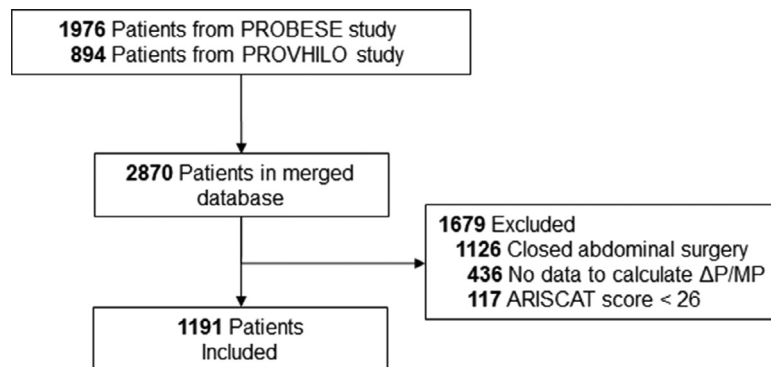 1976 Patients from PROBESE study
894 Patients from PROVHILO study
2870 Patients in merged
database
1679 Excluded
1126 Closed abdominal surgery
436 No data to calculate ΔP/MP
117 ARISCAT score < 26
1191 Patients
Included